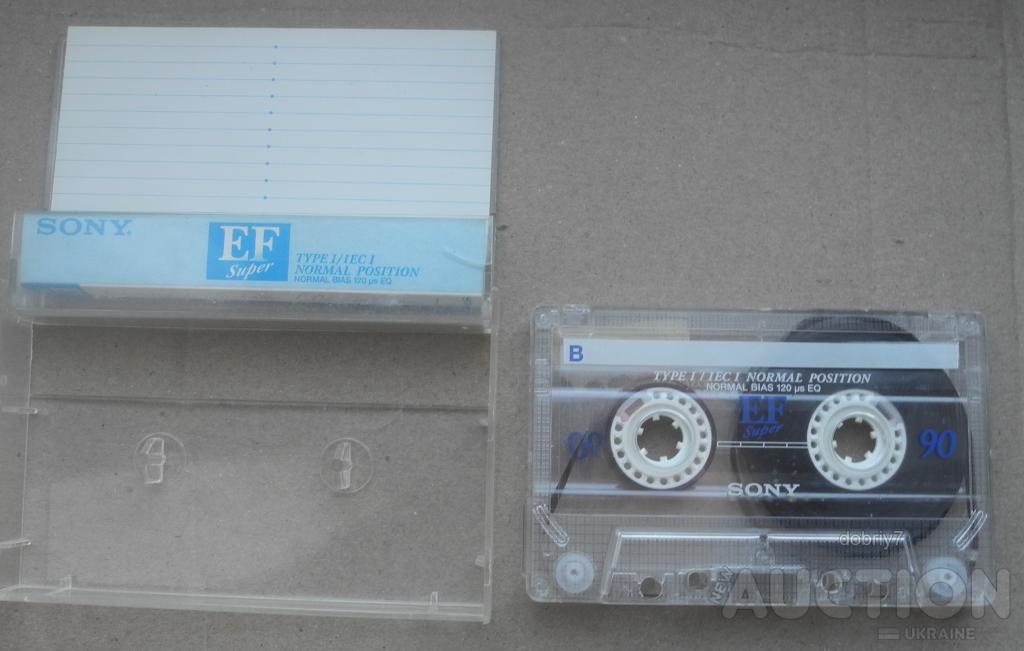 SONY.
EF
Super
TYPE I/IEC I
NORMAL POSITION
NORMAL BIAS 120 µs EQ
B
TYPE I/IEC I NORMAL POSITION
NORMAL BIAS 120 µs EQ
EF
Super
90
SONY
dobriy7
NEW
AUCTION
UKRAINE